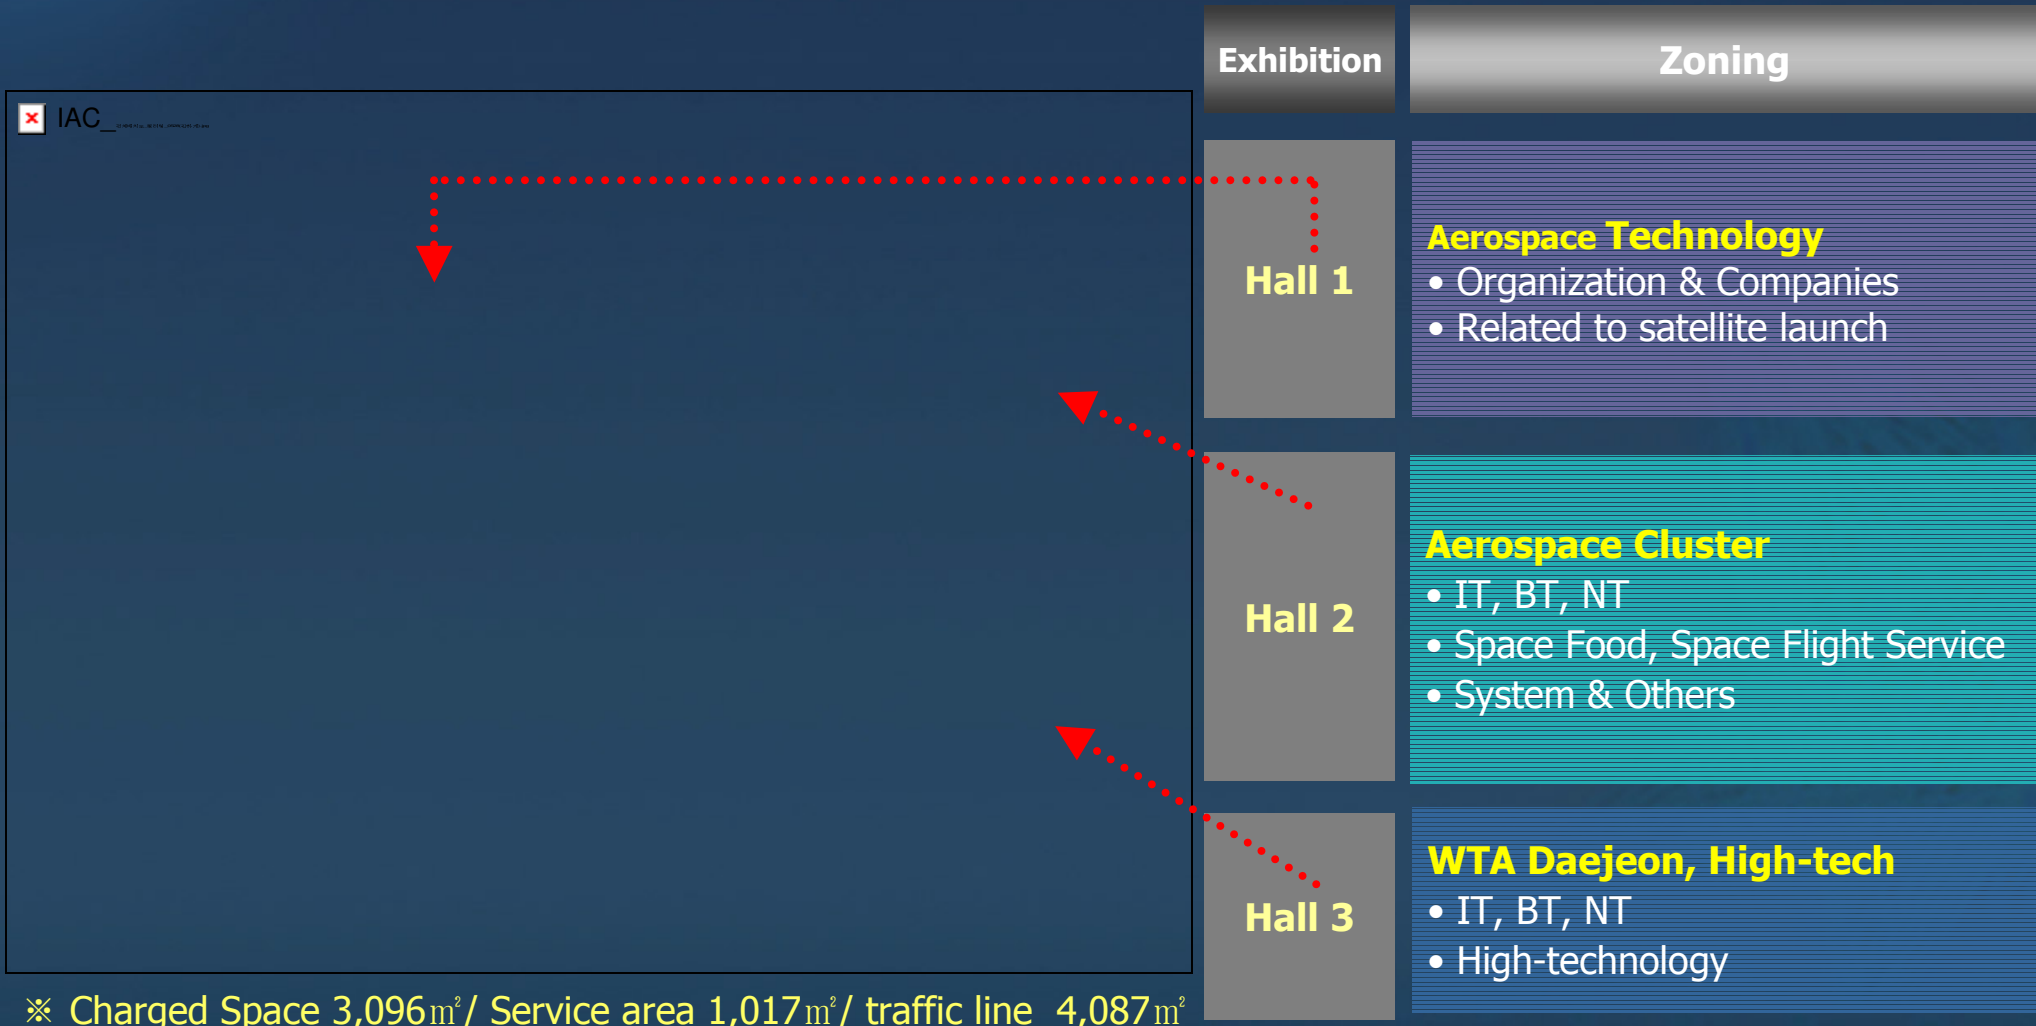 Exhibition
Zoning
IAC_
Hall 1
Aerospace Technology
• Organization & Companies
• Related to satellite launch
Hall 2
Aerospace Cluster
• IT, BT, NT
• Space Food, Space Flight Service
• System & Others
Hall 3
WTA Daejeon, High-tech
• IT, BT, NT
• High-technology
※ Charged Space 3,096㎡/ Service area 1,017㎡/ traffic line 4,087㎡